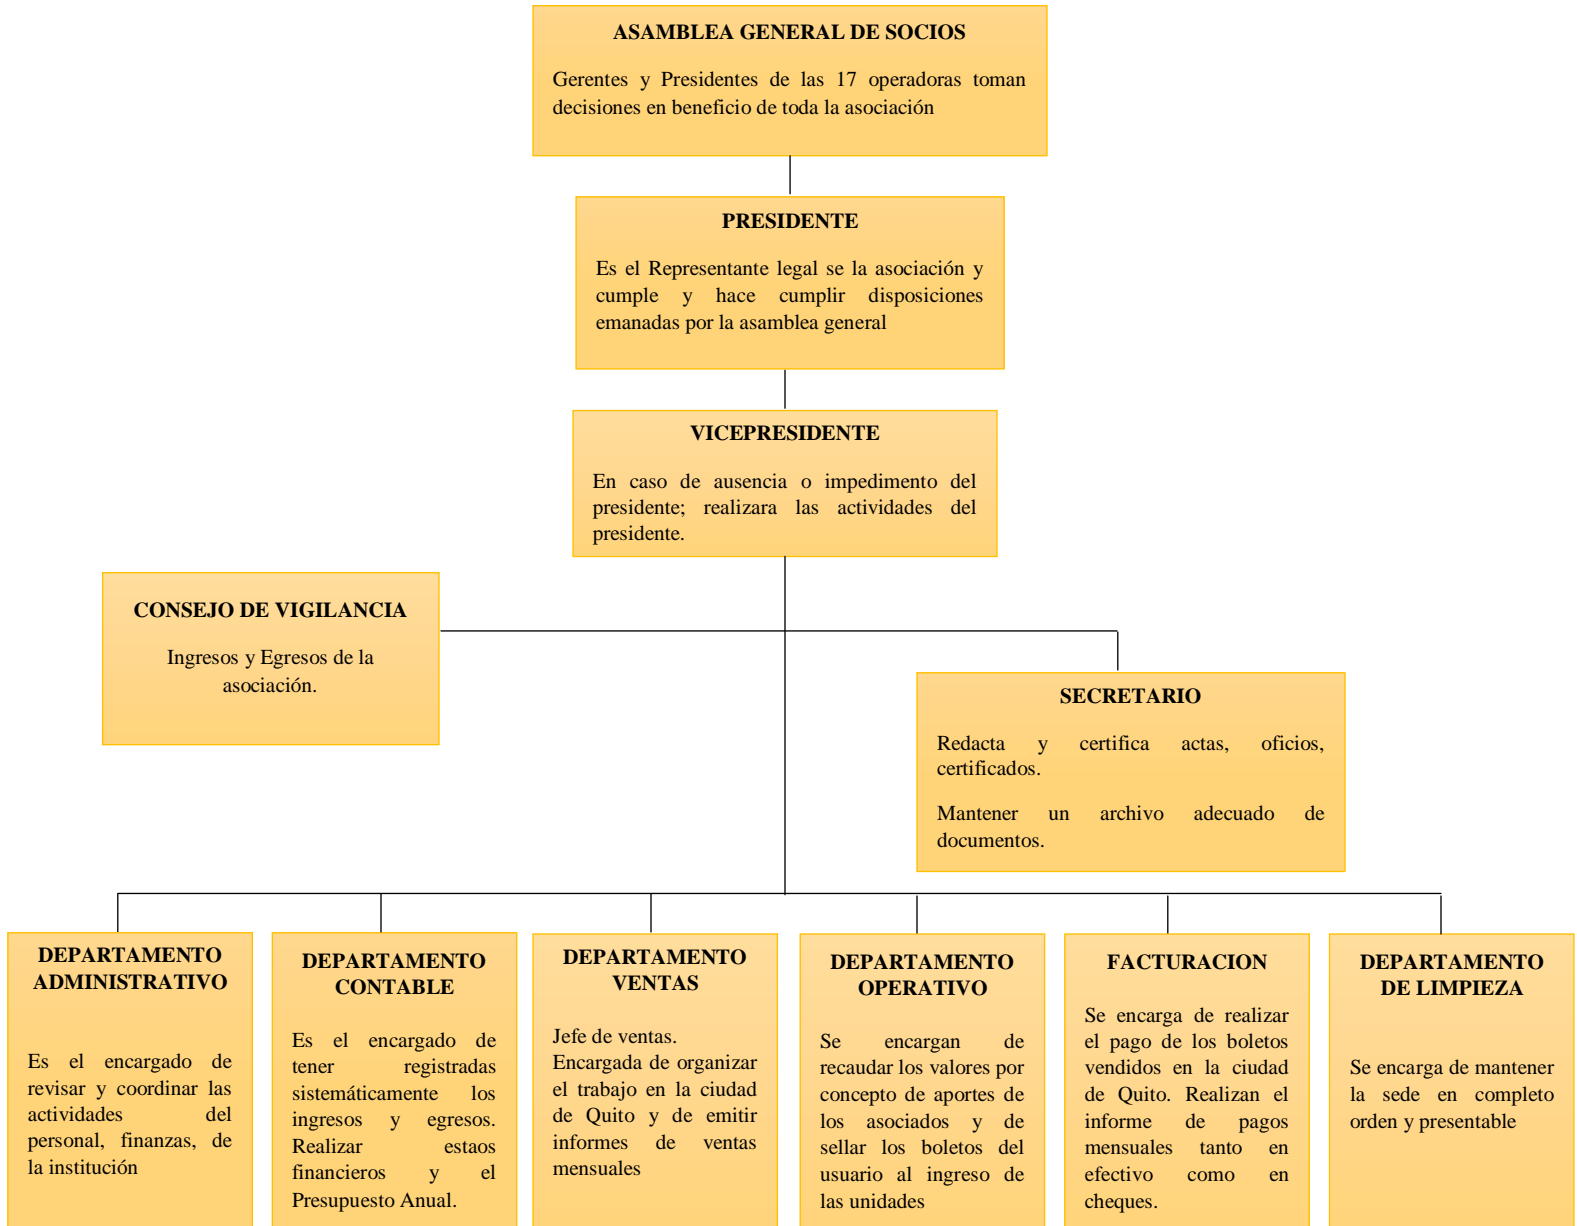 ASAMBLEA GENERAL DE SOCIOS
Gerentes y Presidentes de las 17 operadoras toman
decisiones en beneficio de toda la asociación
PRESIDENTE
Es el Representante legal se la asociación y
cumple y hace cumplir disposiciones
emanadas por la asamblea general
VICEPRESIDENTE
En caso de ausencia o impedimento del
presidente; realizara las actividades del
presidente.
CONSEJO DE VIGILANCIA
Ingresos y Egresos de la
asociación.
SECRETARIO
Redacta y certifica actas, oficios,
certificados.
Mantener un archivo adecuado de
documentos.
DEPARTAMENTO
ADMINISTRATIVO
Es el encargado de
revisar y coordinar las
actividades del
personal, finanzas, de
la institución
DEPARTAMENTO
CONTABLE
Es el encargado de
tener registradas
sistemáticamente los
ingresos y egresos.
Realizar estaos
financieros y el
Presupuesto Anual.
DEPARTAMENTO
VENTAS
Jefe de ventas.
Encargada de organizar
el trabajo en la ciudad
de Quito y de emitir
informes de ventas
mensuales
DEPARTAMENTO
OPERATIVO
Se encargan de
recaudar los valores por
concepto de aportes de
los asociados y de
sellar los boletos del
usuario al ingreso de
las unidades
FACTURACION
Se encarga de realizar
el pago de los boletos
vendidos en la ciudad
de Quito. Realizan el
informe de pagos
mensuales tanto en
efectivo como en
cheques.
DEPARTAMENTO
DE LIMPIEZA
Se encarga de mantener
la sede en completo
orden y presentable